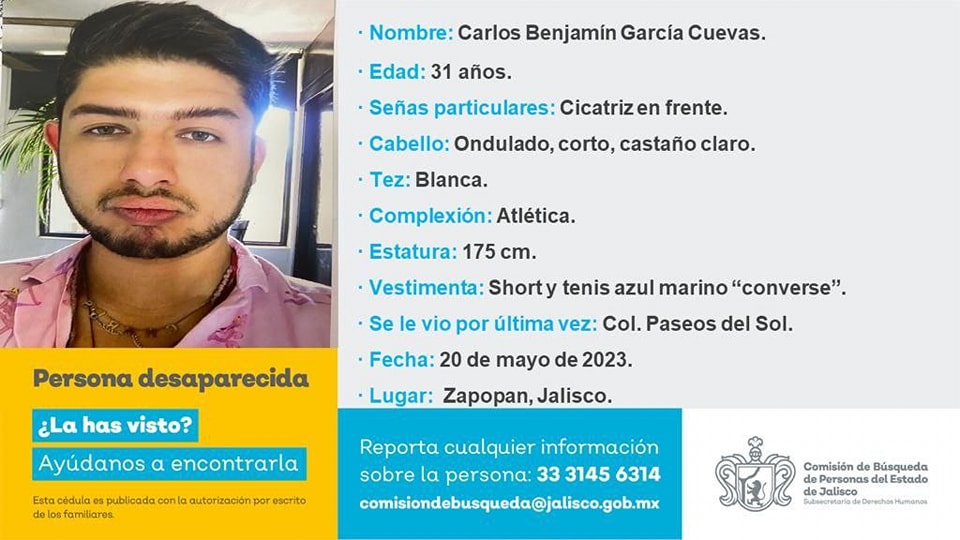 · Nombre: Carlos Benjamín García Cuevas.
· Edad: 31 años.
· Señas particulares: Cicatriz en frente.
· Cabello: Ondulado, corto, castaño claro.
· Tez: Blanca.
· Complexión: Atlética.
· Estatura: 175 cm.
· Vestimenta: Short y tenis azul marino “converse”.
· Se le vio por última vez: Col. Paseos del Sol.
· Fecha: 20 de mayo de 2023.
· Lugar: Zapopan, Jalisco.
Persona desaparecida
¿La has visto?
Ayúdanos a encontrarla
Esta cédula es publicada con la autorización por escrito
de los familiares.
Reporta cualquier información
sobre la persona: 33 3145 6314
comisiondebusqueda@jalisco.gob.mx
Comisión de Búsqueda
de Personas del Estado
de Jalisco
Subsecretaría de Derechos Humanos